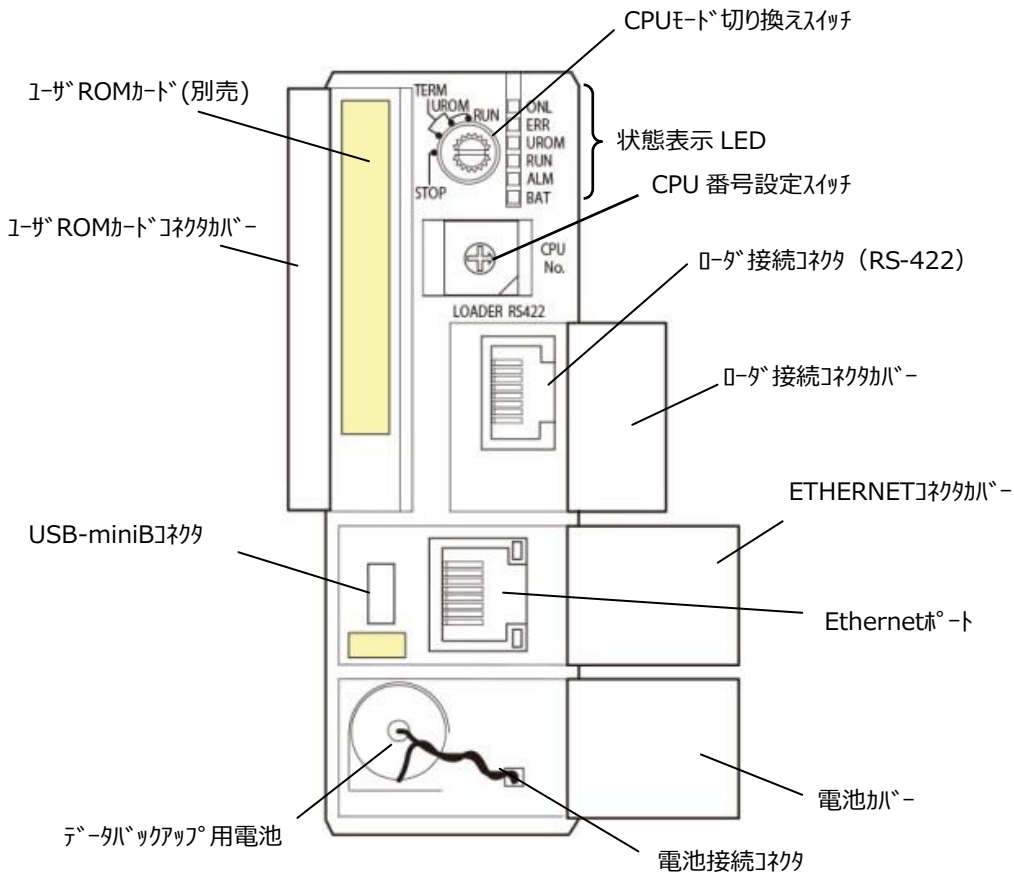 CPUﾓｰﾄﾞ切り換えｽｲｯﾁ
ﾕｰｻﾞROMｶｰﾄﾞ(別売)
TERM
UROM
RUN
STOP
ONL
ERR
UROM
RUN
ALM
BAT
状態表示 LED
CPU 番号設定ｽｲｯﾁ
ﾕｰｻﾞROMｶｰﾄﾞｺﾈｸﾀｶﾊﾞｰ
CPU
No.
ﾛｰﾀﾞ接続ｺﾈｸﾀ（RS-422）
LOADER RS422
ﾛｰﾀﾞ接続ｺﾈｸﾀｶﾊﾞｰ
ETHERNETｺﾈｸﾀｶﾊﾞｰ
USB-miniBｺﾈｸﾀ
Ethernetﾎﾟｰﾄ
電池ｶﾊﾞｰ
ﾃﾞｰﾀﾊﾞｯｸｱｯﾌﾟ用電池
電池接続ｺﾈｸﾀ